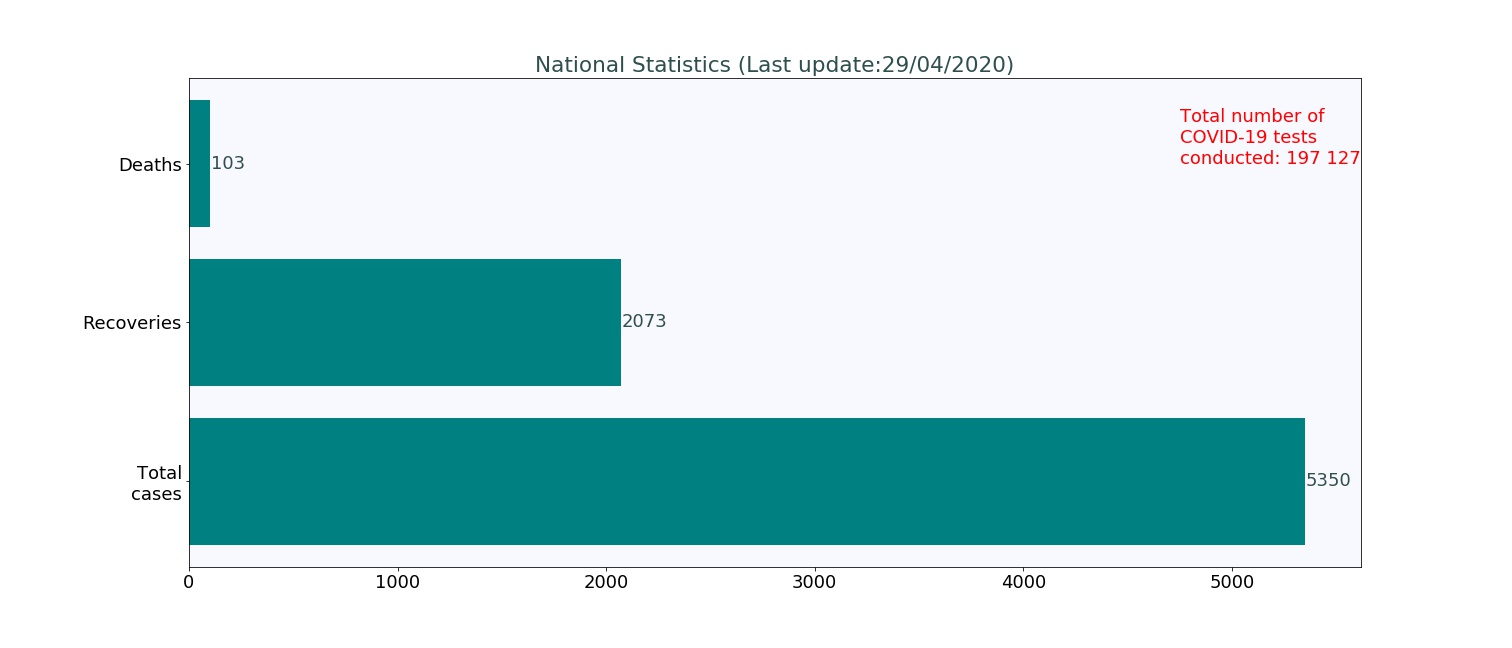 National Statistics (Last update:29/04/2020)
Total number of
COVID-19 tests
conducted: 197 127
Deaths
103
Recoveries
2073
Total
cases
5350
0 1000 2000 3000 4000 5000